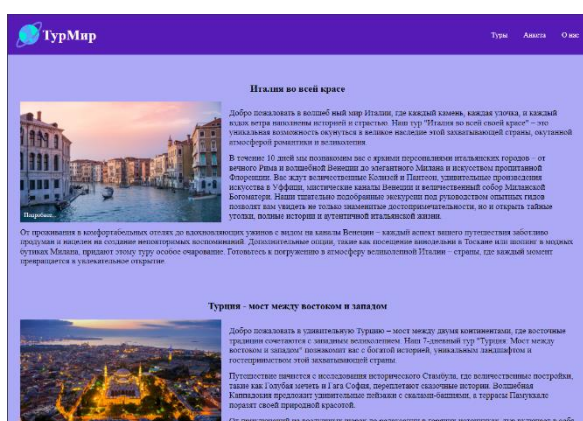 ТурМир
Туры Анкета О нас
Италия во всей красе
Добро пожаловать в волшеб ный мир Италии, где каждый камень, каждая улочка, и каждый
вздох ветра наполнены историей и страстью. Наш тур "Италия во всей своей красе" – это
уникальная возможность окунуться в великое наследие этой захватывающей страны, окутанной
атмосферой романтики и великолепия.
В течение 10 дней мы познакомим вас с яркими персоналиями итальянских городов – от
вечного Рима и волшебной Венеции до элегантного Милана и искусством пропитанной
Флоренции. Вас ждут величественные Колизей и Пантеон, удивительные произведения
искусства в Уффици, мистические каналы Венеции и величественный собор Миланской
Богоматери. Наши тщательно подобранные экскурсии под руководством опытных гидов
позволят вам увидеть не только знаменитые достопримечательности, но и открыть тайные
уголки, полные истории и аутентичной итальянской жизни.
Подробнее...
От проживания в комфортабельных отелях до вдохновляющих ужинов с видом на каналы Венеции – каждый аспект вашего путешествия заботливо
продуман и нацелен на создание неповторимых воспоминаний. Дополнительные опции, такие как посещение винодельни в Тоскане или шопинг в модных
бутиках Милана, придают этому туру особое очарование. Готовьтесь к погружению в атмосферу великолепной Италии – страны, где каждый момент
превращается в увлекательное открытие.
Турция - мост между востоком и западом
Добро пожаловать в удивительную Турцию – мост между двумя континентами, где восточные
традиции сочетаются с западным великолепием. Наш 7-дневный тур "Турция. Мост между
востоком и западом" познакомит вас с богатой историей, уникальным ландшафтом и
гостеприимством этой захватывающей страны.
Путешествие начнется с исследования исторического Стамбула, где величественные постройки,
такие как Голубая мечеть и Гага София, переплетают сказочные истории. Волшебная
Каппадокия предложит удивительные пейзажи с скалами-башнями, а террасы Памуккале
поразят своей природной красотой.